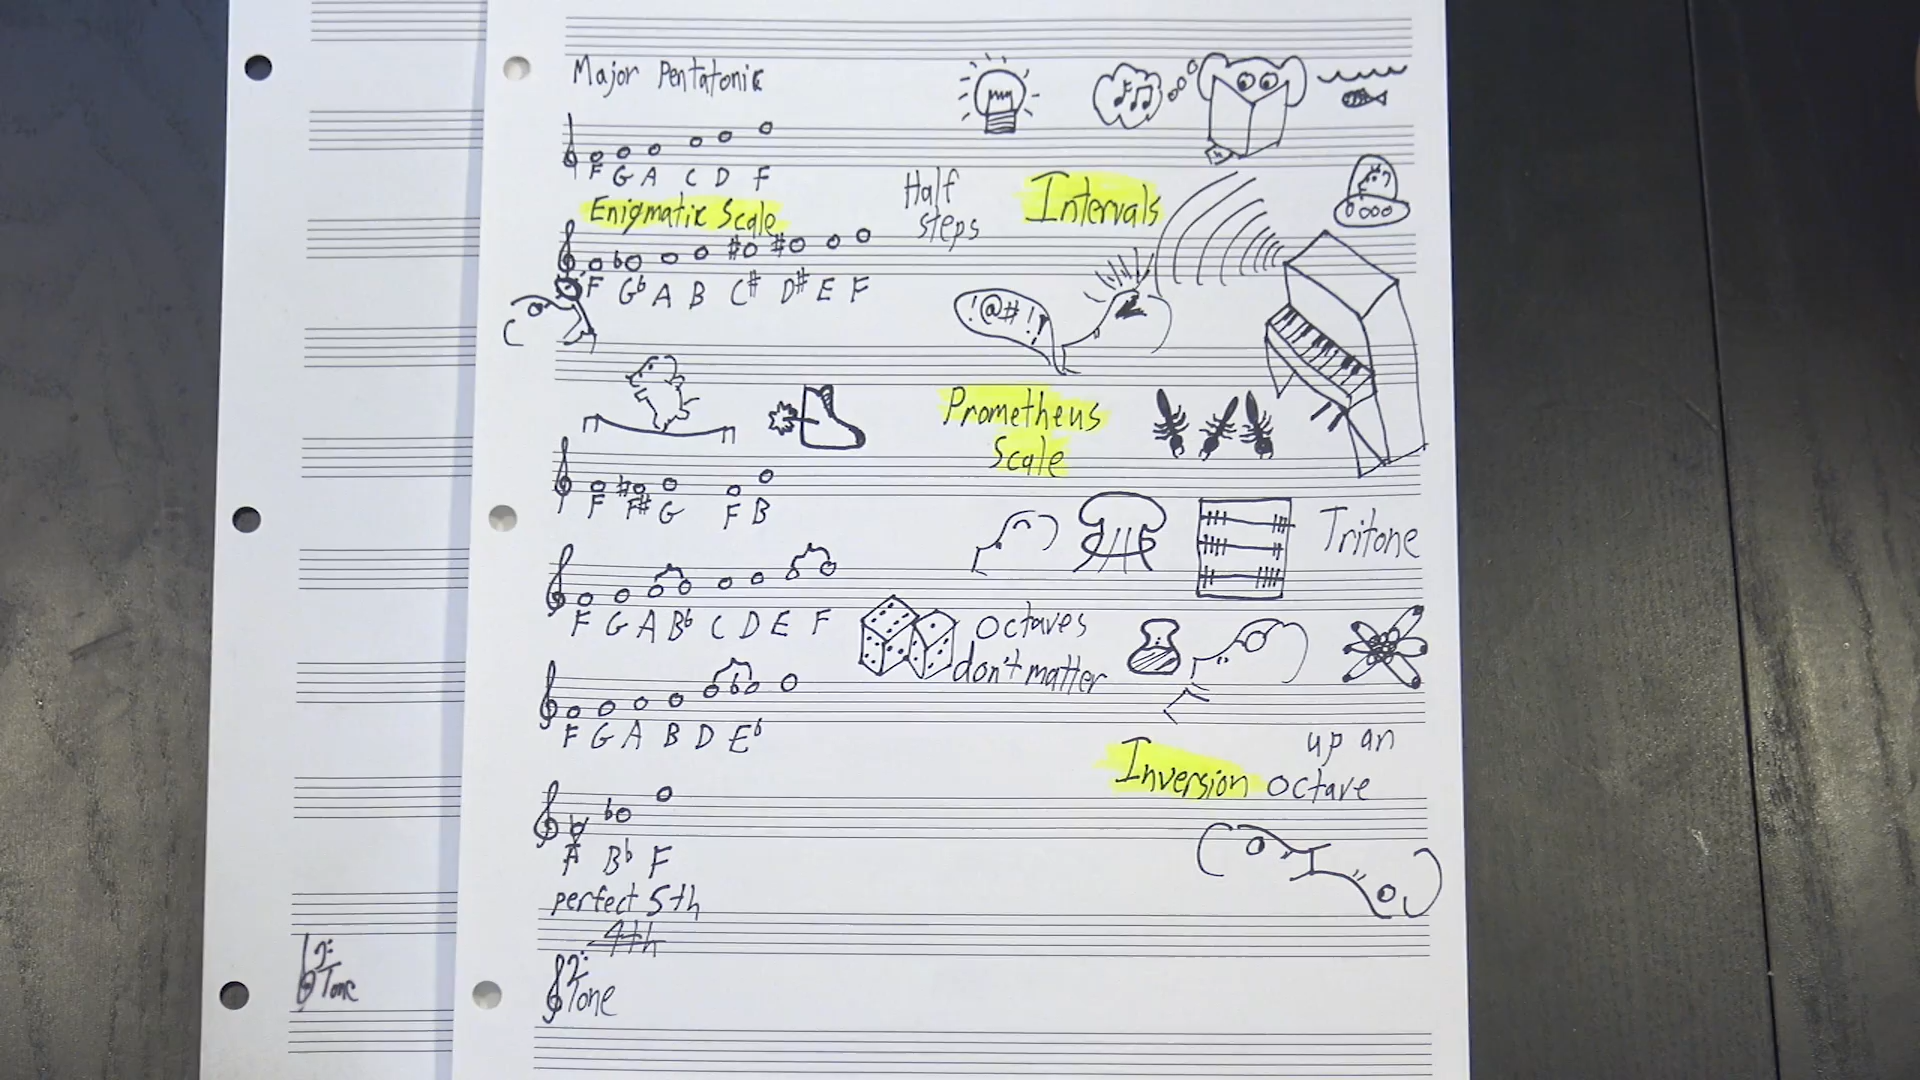 Major Pentatonic
F G A C D F
Enigmatic Scale
Half
steps
Intervals
F G♭ A B C# D# E F
!@#!!
Prometheus
Scale
F F# G F B
Tritone
F G A B♭ C D E F
octaves
don't matter
F G A B D E♭
up an
Inversion octave
A B♭ F
perfect 5th
4th
Tone
Tone